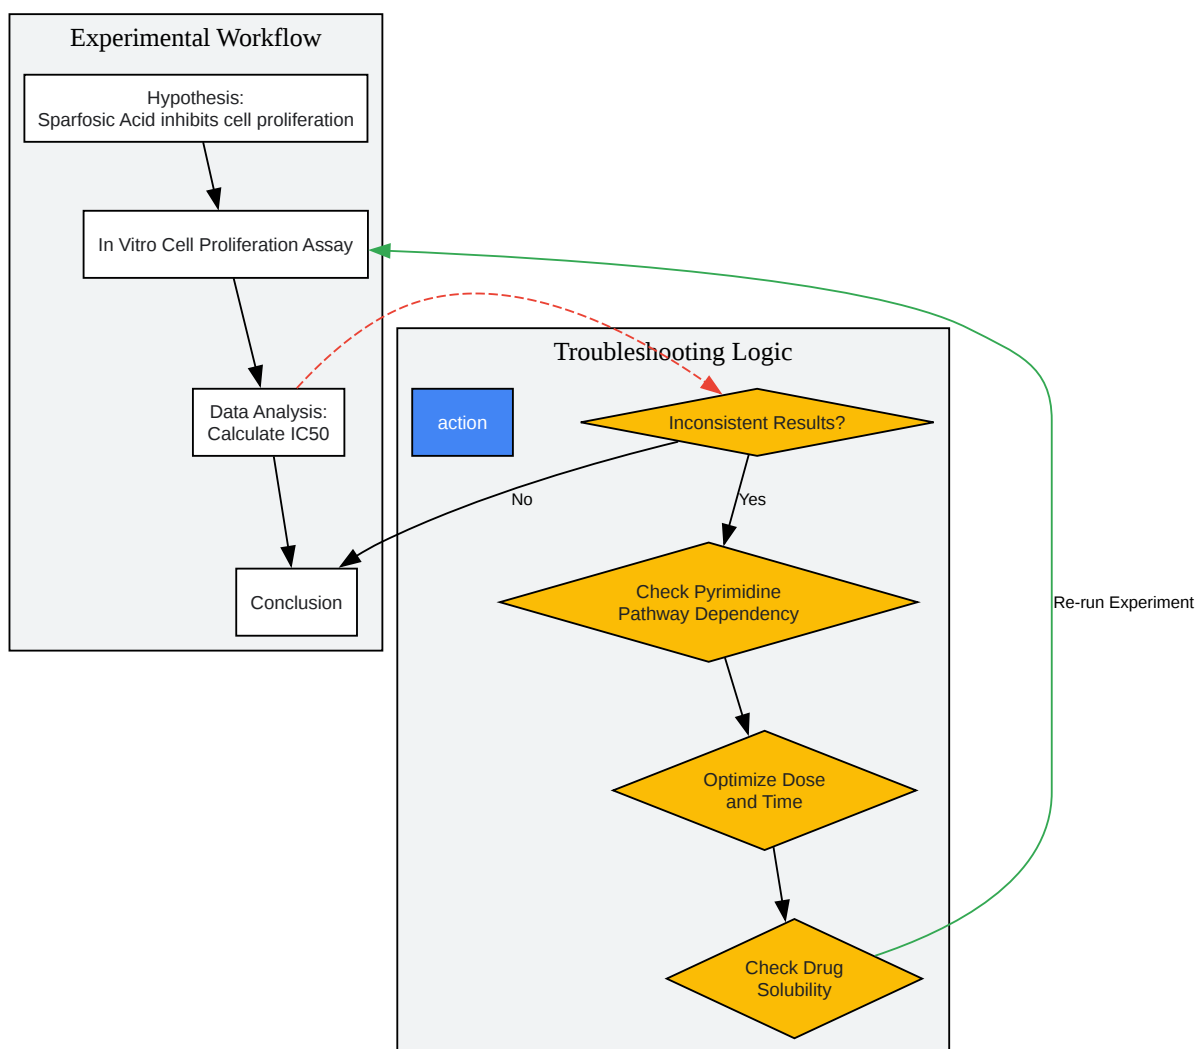 Experimental Workflow
Hypothesis:
Sparfosic Acid inhibits cell proliferation
In Vitro Cell Proliferation Assay
Data Analysis:
Calculate IC50
Conclusion
Troubleshooting Logic
action
Inconsistent Results?
No
Yes
Check Pyrimidine
Pathway Dependency
Optimize Dose
and Time
Check Drug
Solubility
Re-run Experiment